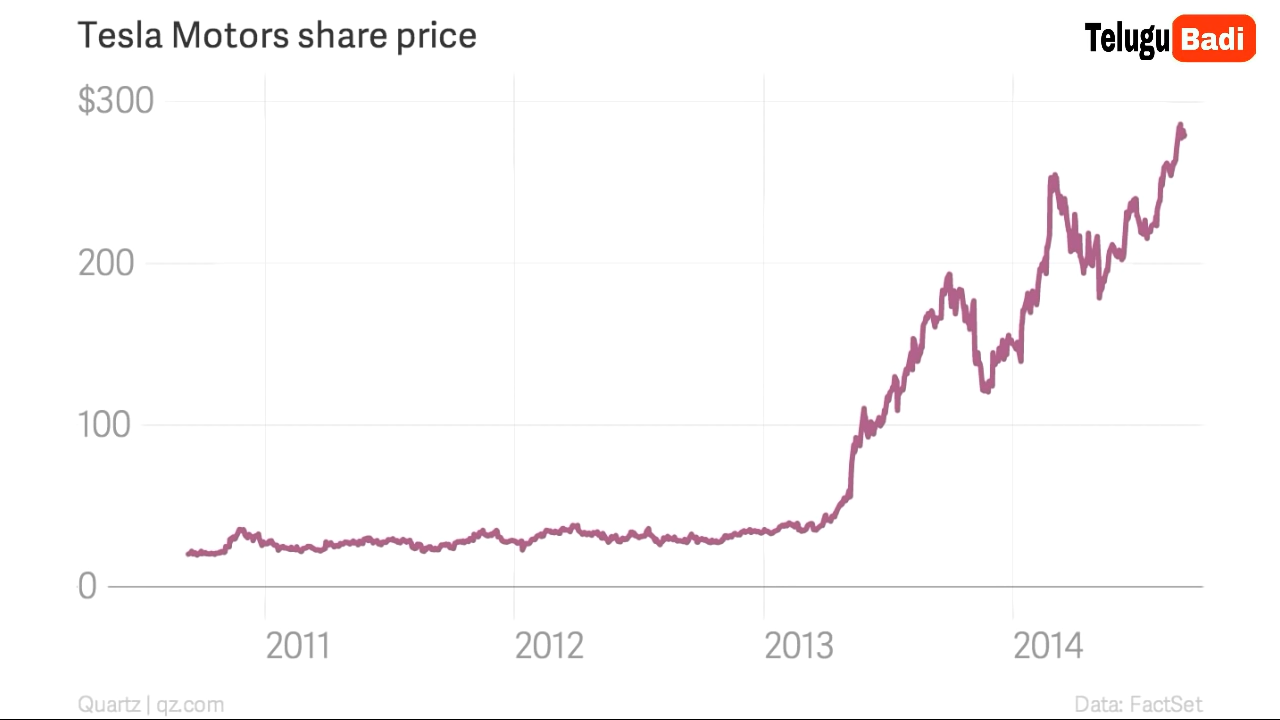 Tesla Motors share price
Telugu Badi
$300
200
100
0
2011 2012 2013 2014
Quartz | qz.com
Data: FactSet